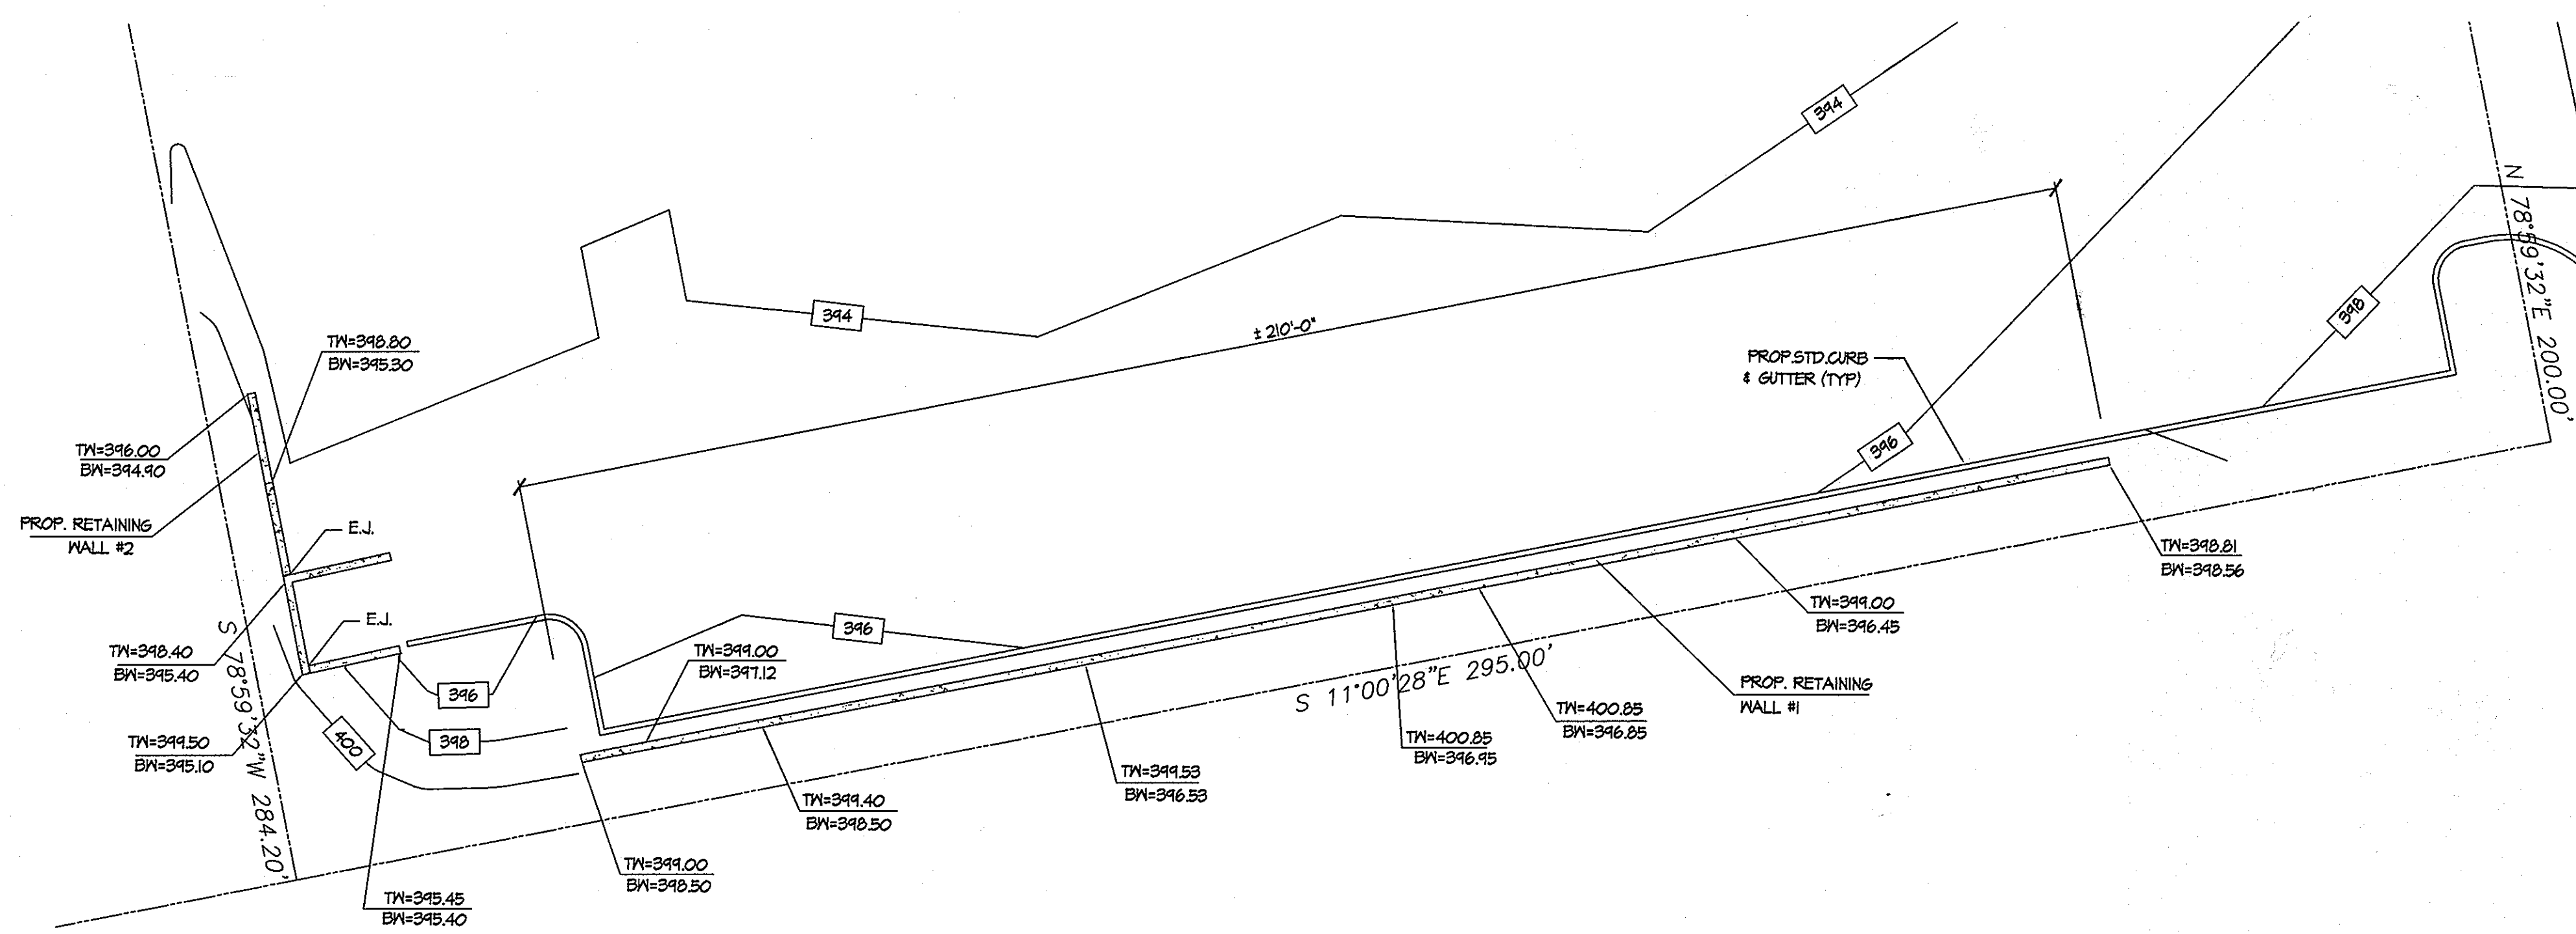 394
N 78°59'32"E 200.00'
398
394
± 210'-0"
PROP.STD.CURB
& GUTTER (TYP)
TW=398.80
BW=395.30
396
TW=396.00
BW=394.90
PROP. RETAINING
WALL #2
E.J.
TW=398.81
BW=398.56
TW=399.00
BW=396.45
E.J.
396
TW=398.40
BW=395.40
TW=399.00
BW=397.12
S 11°00'28"E 295.00'
PROP. RETAINING
WALL #1
396
TW=400.85
BW=396.85
S 78°59'32"W 284.20'
TW=399.50
BW=395.10
400
398
TW=400.85
BW=396.95
TW=399.53
BW=396.53
TW=399.40
BW=398.50
TW=399.00
BW=398.50
TW=395.45
BW=395.40